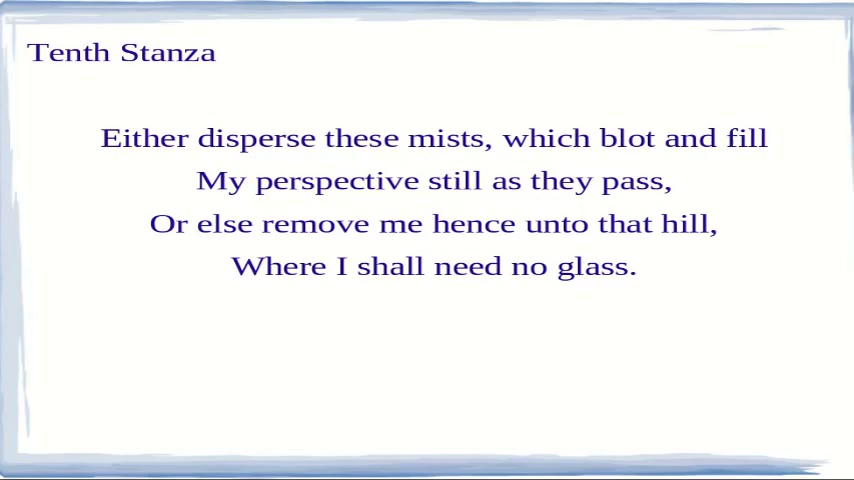 Tenth Stanza
Either disperse these mists, which blot and fill
My perspective still as they pass,
Or else remove me hence unto that hill,
Where I shall need no glass.